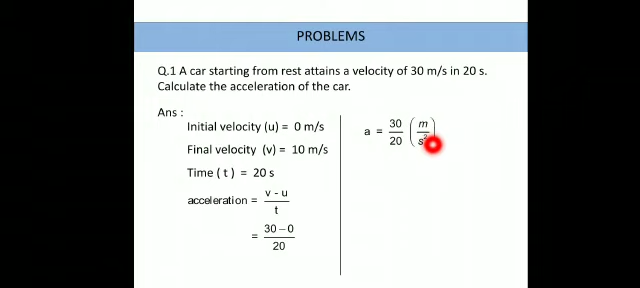 PROBLEMS
Q.1 A car starting from rest attains a velocity of 30 m/s in 20 s.
Calculate the acceleration of the car.
Ans :
Initial velocity (u) = 0 m/s
Final velocity (v) = 10 m/s
Time ( t ) = 20 s
acceleration = v - u / t
= 30 – 0 / 20
a = 30 / 20 ( m / s² )